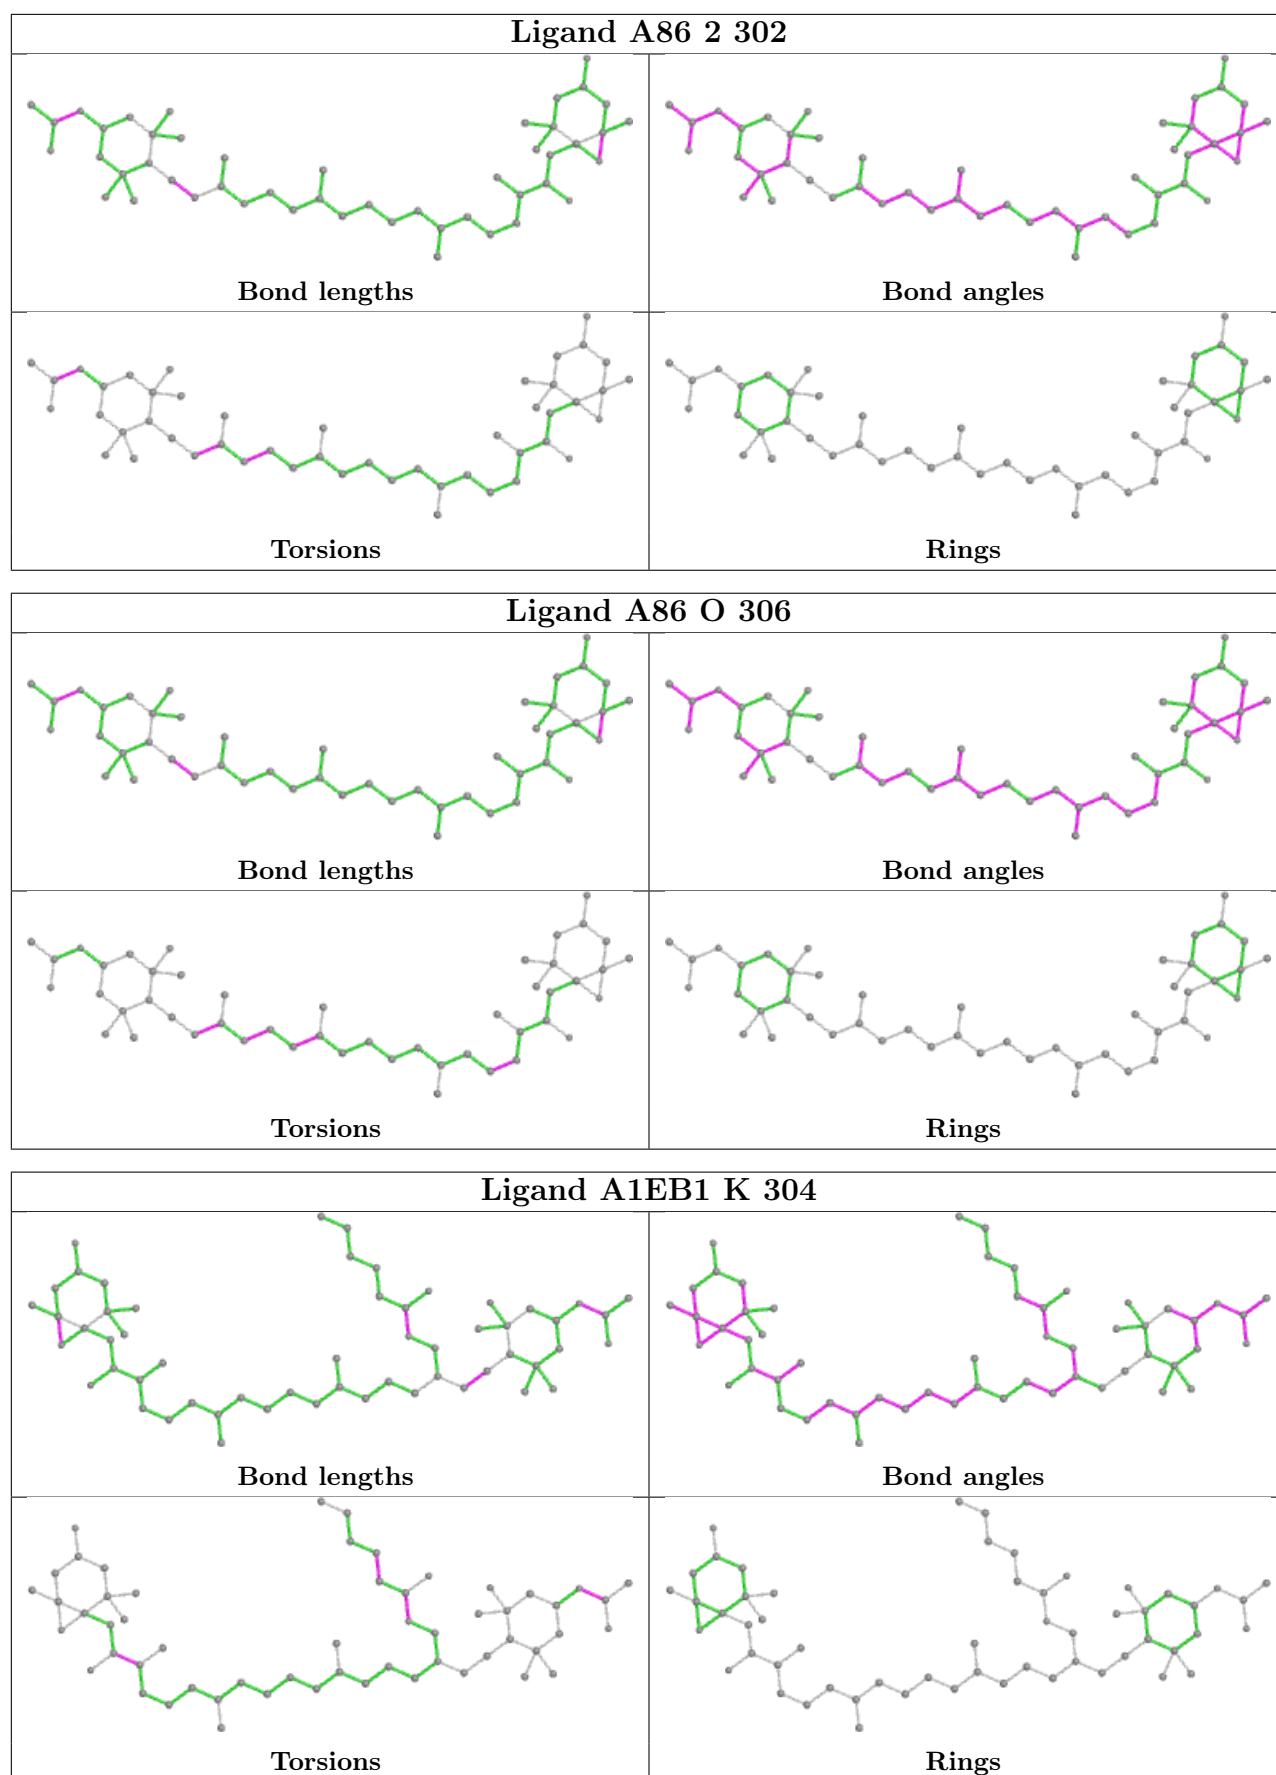 Ligand A86 2 302
Bond lengths
Bond angles
Torsions
Rings
Ligand A86 O 306
Bond lengths
Bond angles
Torsions
Rings
Ligand A1EB1 K 304
Bond lengths
Bond angles
Torsions
Rings